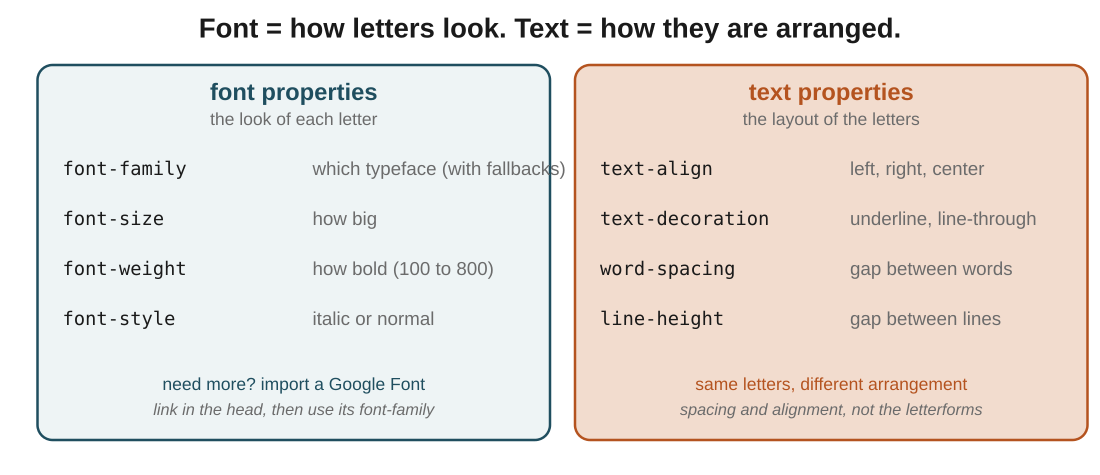 Font = how letters look. Text = how they are arranged.
font properties
the look of each letter
font-family which typeface (with fallbacks)
font-size how big
font-weight how bold (100 to 800)
font-style italic or normal
need more? import a Google Font
link in the head, then use its font-family
text properties
the layout of the letters
text-align left, right, center
text-decoration underline, line-through
word-spacing gap between words
line-height gap between lines
same letters, different arrangement
spacing and alignment, not the letterforms